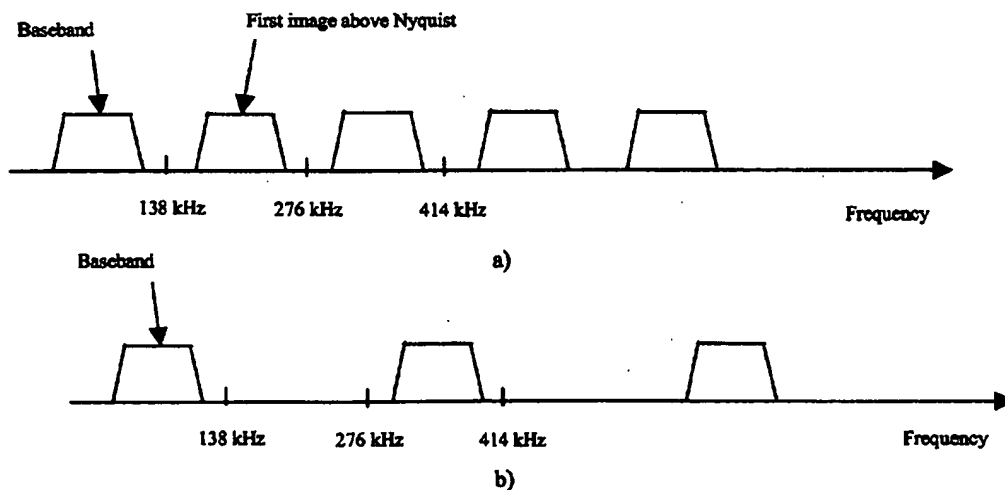 First image above Nyquist
Baseband
138 kHz
276 kHz
414 kHz
Frequency
a)
Baseband
138 kHz
276 kHz
414 kHz
Frequency
b)